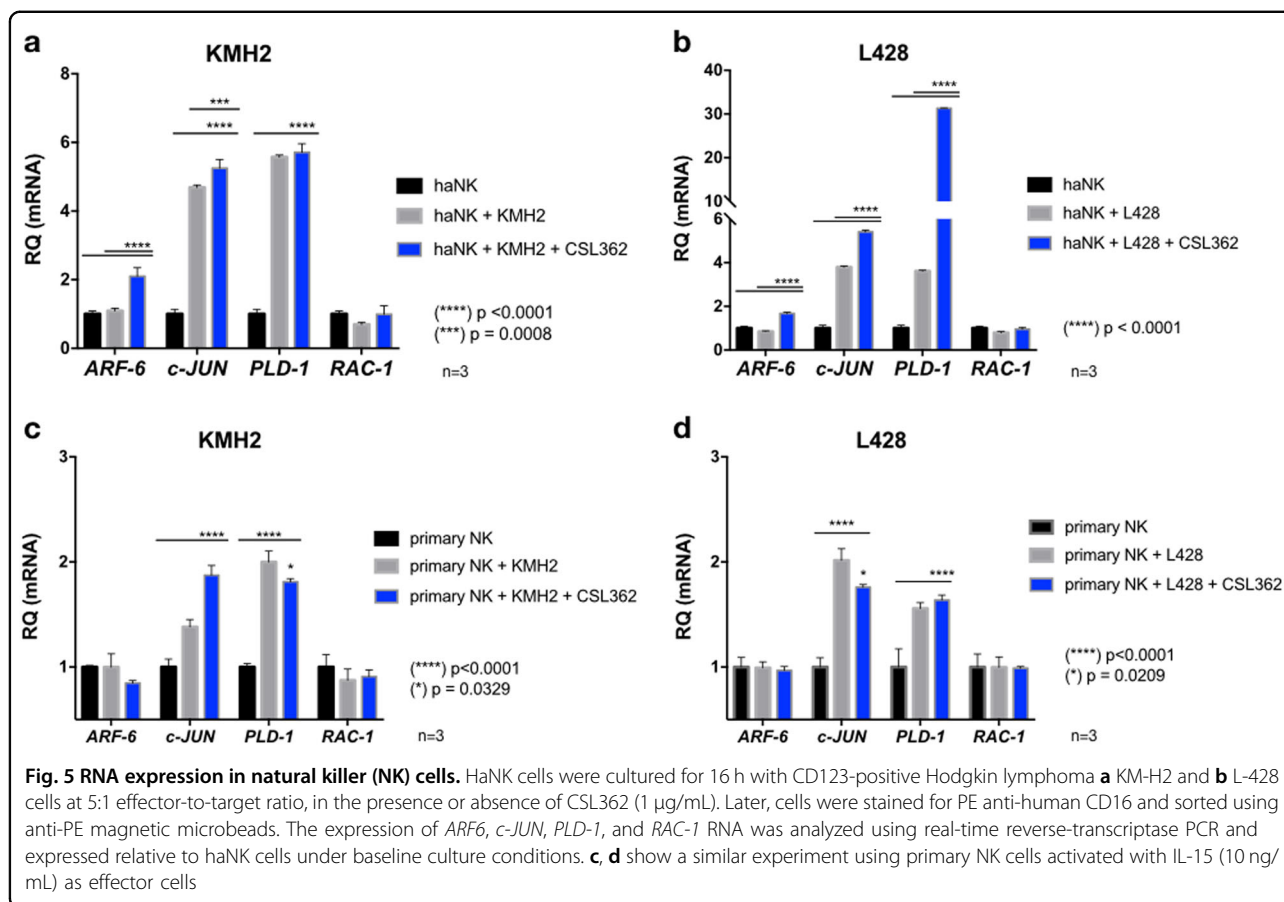 a
KMH2
8
6
4
2
0
RQ (mRNA)
***
****
****
****
haNK
haNK + KMH2
haNK + KMH2 + CSL362
(****) p <0.0001
(***) p = 0.0008
ARF-6 c-JUN PLD-1 RAC-1
n=3
b
L428
40
30
20
10
6
4
2
0
RQ (mRNA)
****
****
****
haNK
haNK + L428
haNK + L428 + CSL362
(****) p < 0.0001
ARF-6 c-JUN PLD-1 RAC-1
n=3
c
KMH2
3
2
1
RQ (mRNA)
****
****
*
primary NK
primary NK + KMH2
primary NK + KMH2 + CSL362
(****) p<0.0001
(*) p = 0.0329
ARF-6 c-JUN PLD-1 RAC-1
n=3
d
L428
3
2
1
RQ (mRNA)
****
*
****
primary NK
primary NK + L428
primary NK + L428 + CSL362
(****) p<0.0001
(*) p = 0.0209
ARF-6 c-JUN PLD-1 RAC-1
n=3
Fig. 5 RNA expression in natural killer (NK) cells. HaNK cells were cultured for 16 h with CD123-positive Hodgkin lymphoma a KM-H2 and b L-428
cells at 5:1 effector-to-target ratio, in the presence or absence of CSL362 (1 µg/mL). Later, cells were stained for PE anti-human CD16 and sorted using
anti-PE magnetic microbeads. The expression of ARF6, c-JUN, PLD-1, and RAC-1 RNA was analyzed using real-time reverse-transcriptase PCR and
expressed relative to haNK cells under baseline culture conditions. c, d show a similar experiment using primary NK cells activated with IL-15 (10 ng/
mL) as effector cells